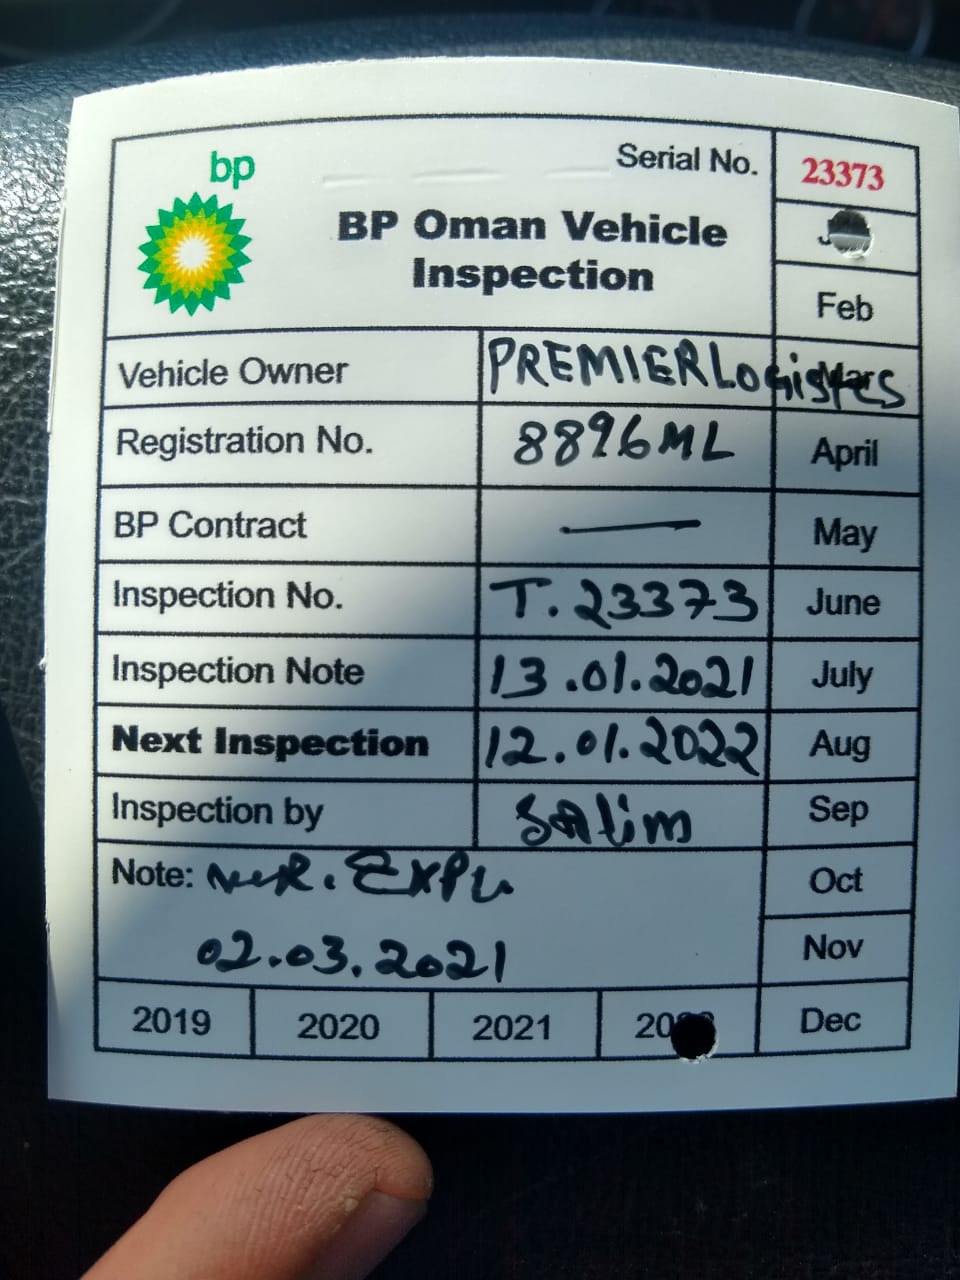 bp
Serial No. 23373
BP Oman Vehicle
Inspection
Feb
Vehicle Owner PREMIER Mar
Registration No. 8896ML April
BP Contract — May
Inspection No. T.23373 June
Inspection Note 13.01.2021 July
Next Inspection 12.01.2022 Aug
Inspection by Salim Sep
Note: Oct
02.03.2021 Nov
2019 2020 2021 Dec